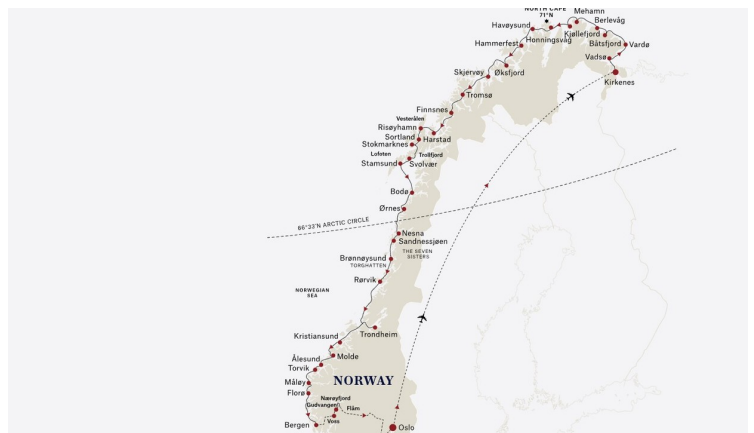 NORTH CAPE
71°N
Mehamn
Berlevåg
Havøysund
Kjøllefjord
Honningsvåg
Båtsfjord
Vardø
Hammerfest
Vadsø
Skjervøy
Øksfjord
Kirkenes
Tromsø
Finnsnes
Vesterålen
Risøyhamn
Sortland
Harstad
Stokmarknes
Lofoten
Trollfjord
Stamsund
Svolvær
Bodø
Ørnes
66°33'N ARCTIC CIRCLE
Nesna
Sandnessjøen
THE SEVEN
SISTERS
Brønnøysund
TORGHATTEN
Rørvik
NORWEGIAN
SEA
Trondheim
Kristiansund
Molde
Ålesund
Torvik
NORWAY
Måløy
Florø
Nærøyfjord
Gudvangen
Flåm
Voss
Bergen
Oslo